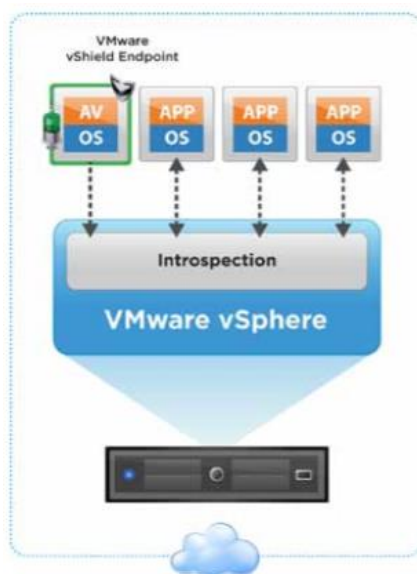 VMware
vShield Endpoint
AV APP APP APP
OS OS OS OS
Introspection
VMware vSphere